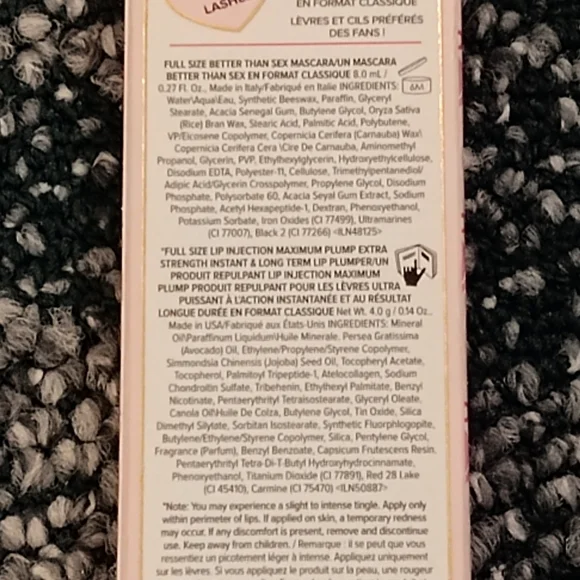 LASHES
EN FORMAT CLASSIQUE
LÈVRES ET CILS PRÉFÉRÉS
DES FANS !
FULL SIZE BETTER THAN SEX MASCARA/UN MASCARA
BETTER THAN SEX EN FORMAT CLASSIQUE 8.0 mL /
0.27 Fl. Oz., Made in Italy/Fabriqué en Italie INGREDIENTS:
6M
Water\Aqua\Eau, Synthetic Beeswax, Paraffin, Glyceryl
Stearate, Acacia Senegal Gum, Butylene Glycol, Oryza Sativa
(Rice) Bran Wax, Stearic Acid, Palmitic Acid, Polybutene,
VP/Eicosene Copolymer, Copernicia Cerifera (Carnauba) Wax\
Copernicia Cerifera Cera \Cire De Carnauba, Aminomethyl
Propanol, Glycerin, PVP, Ethylhexylglycerin, Hydroxyethylcellulose,
Disodium EDTA, Polyester-11, Cellulose, Trimethylpentanediol/
Adipic Acid/Glycerin Crosspolymer, Propylene Glycol, Disodium
Phosphate, Polysorbate 60, Acacia Seyal Gum Extract, Sodium
Phosphate, Acetyl Hexapeptide-1, Dextran, Phenoxyethanol,
Potassium Sorbate, Iron Oxides (CI 77499), Ultramarines
(CI 77007), Black 2 (CI 77266) <ILN48125>
*FULL SIZE LIP INJECTION MAXIMUM PLUMP EXTRA
STRENGTH INSTANT & LONG TERM LIP PLUMPER/UN
PRODUIT REPULPANT LIP INJECTION MAXIMUM
PLUMP PRODUIT REPULPANT POUR LES LÈVRES ULTRA
PUISSANT À L'ACTION INSTANTANÉE ET AU RÉSULTAT
LONGUE DURÉE EN FORMAT CLASSIQUE Net Wt. 4.0 g / 0.14 Oz.,
Made in USA/Fabriqué aux États-Unis INGREDIENTS: Mineral
Oil\Paraffinum Liquidum\Huile Minerale, Persea Gratissima
(Avocado) Oil, Ethylene/Propylene/Styrene Copolymer,
Simmondsia Chinensis (Jojoba) Seed Oil, Tocopheryl Acetate,
Tocopherol, Palmitoyl Tripeptide-1, Atelocollagen, Sodium
Chondroitin Sulfate, Tribehenin, Ethylhexyl Palmitate, Benzyl
Nicotinate, Pentaerythrityl Tetraisostearate, Glyceryl Oleate,
Canola Oil\Huile De Colza, Butylene Glycol, Tin Oxide, Silica
Dimethyl Silylate, Sorbitan Isostearate, Synthetic Fluorphlogopite,
Butylene/Ethylene/Styrene Copolymer, Silica, Pentylene Glycol,
Fragrance (Parfum), Benzyl Benzoate, Capsicum Frutescens Resin,
Pentaerythrityl Tetra-Di-T-Butyl Hydroxyhydrocinnamate,
Phenoxyethanol, Titanium Dioxide (CI 77891), Red 28 Lake
(CI 45410), Carmine (CI 75470) <ILN50887>
*Note: You may experience a slight to intense tingle. Apply only
within perimeter of lips. If applied on skin, a temporary redness
may occur. If any discomfort is present, remove and discontinue
use. Keep away from children. / Remarque : il se peut que vous
ressentiez un picotement léger à intense. Appliquez uniquement
sur les lèvres. Si vous appliquez le produit sur la peau, une rougeur